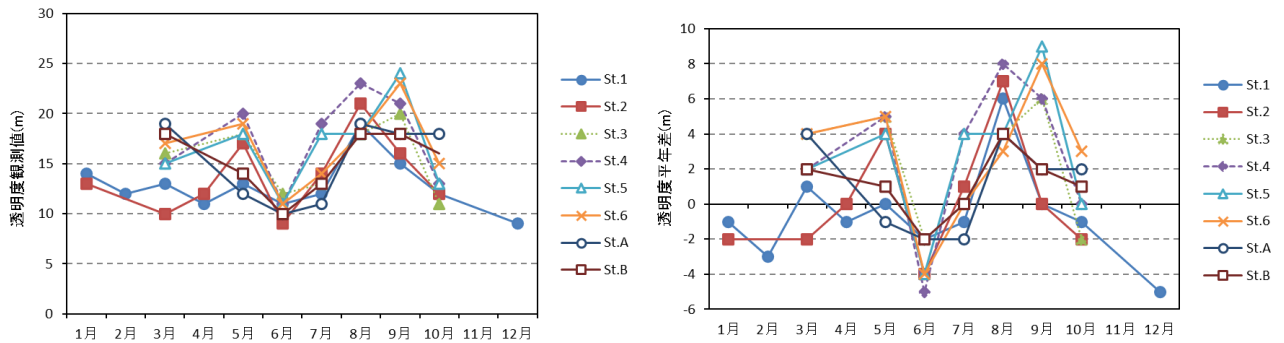 透明度観測値(m)
30
25
20
15
10
5
0
1月 2月 3月 4月 5月 6月 7月 8月 9月 10月 11月 12月
St.1
St.2
St.3
St.4
St.5
St.6
St.A
St.B
透明度平年差(m)
10
8
6
4
2
0
-2
-4
-6
1月 2月 3月 4月 5月 6月 7月 8月 9月 10月 11月 12月
St.1
St.2
St.3
St.4
St.5
St.6
St.A
St.B